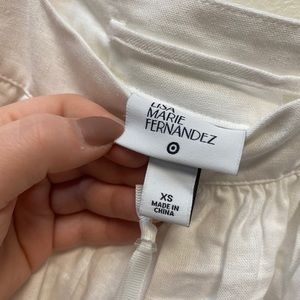 LISA
MARIE
FERNANDEZ
XS
MADE IN
CHINA